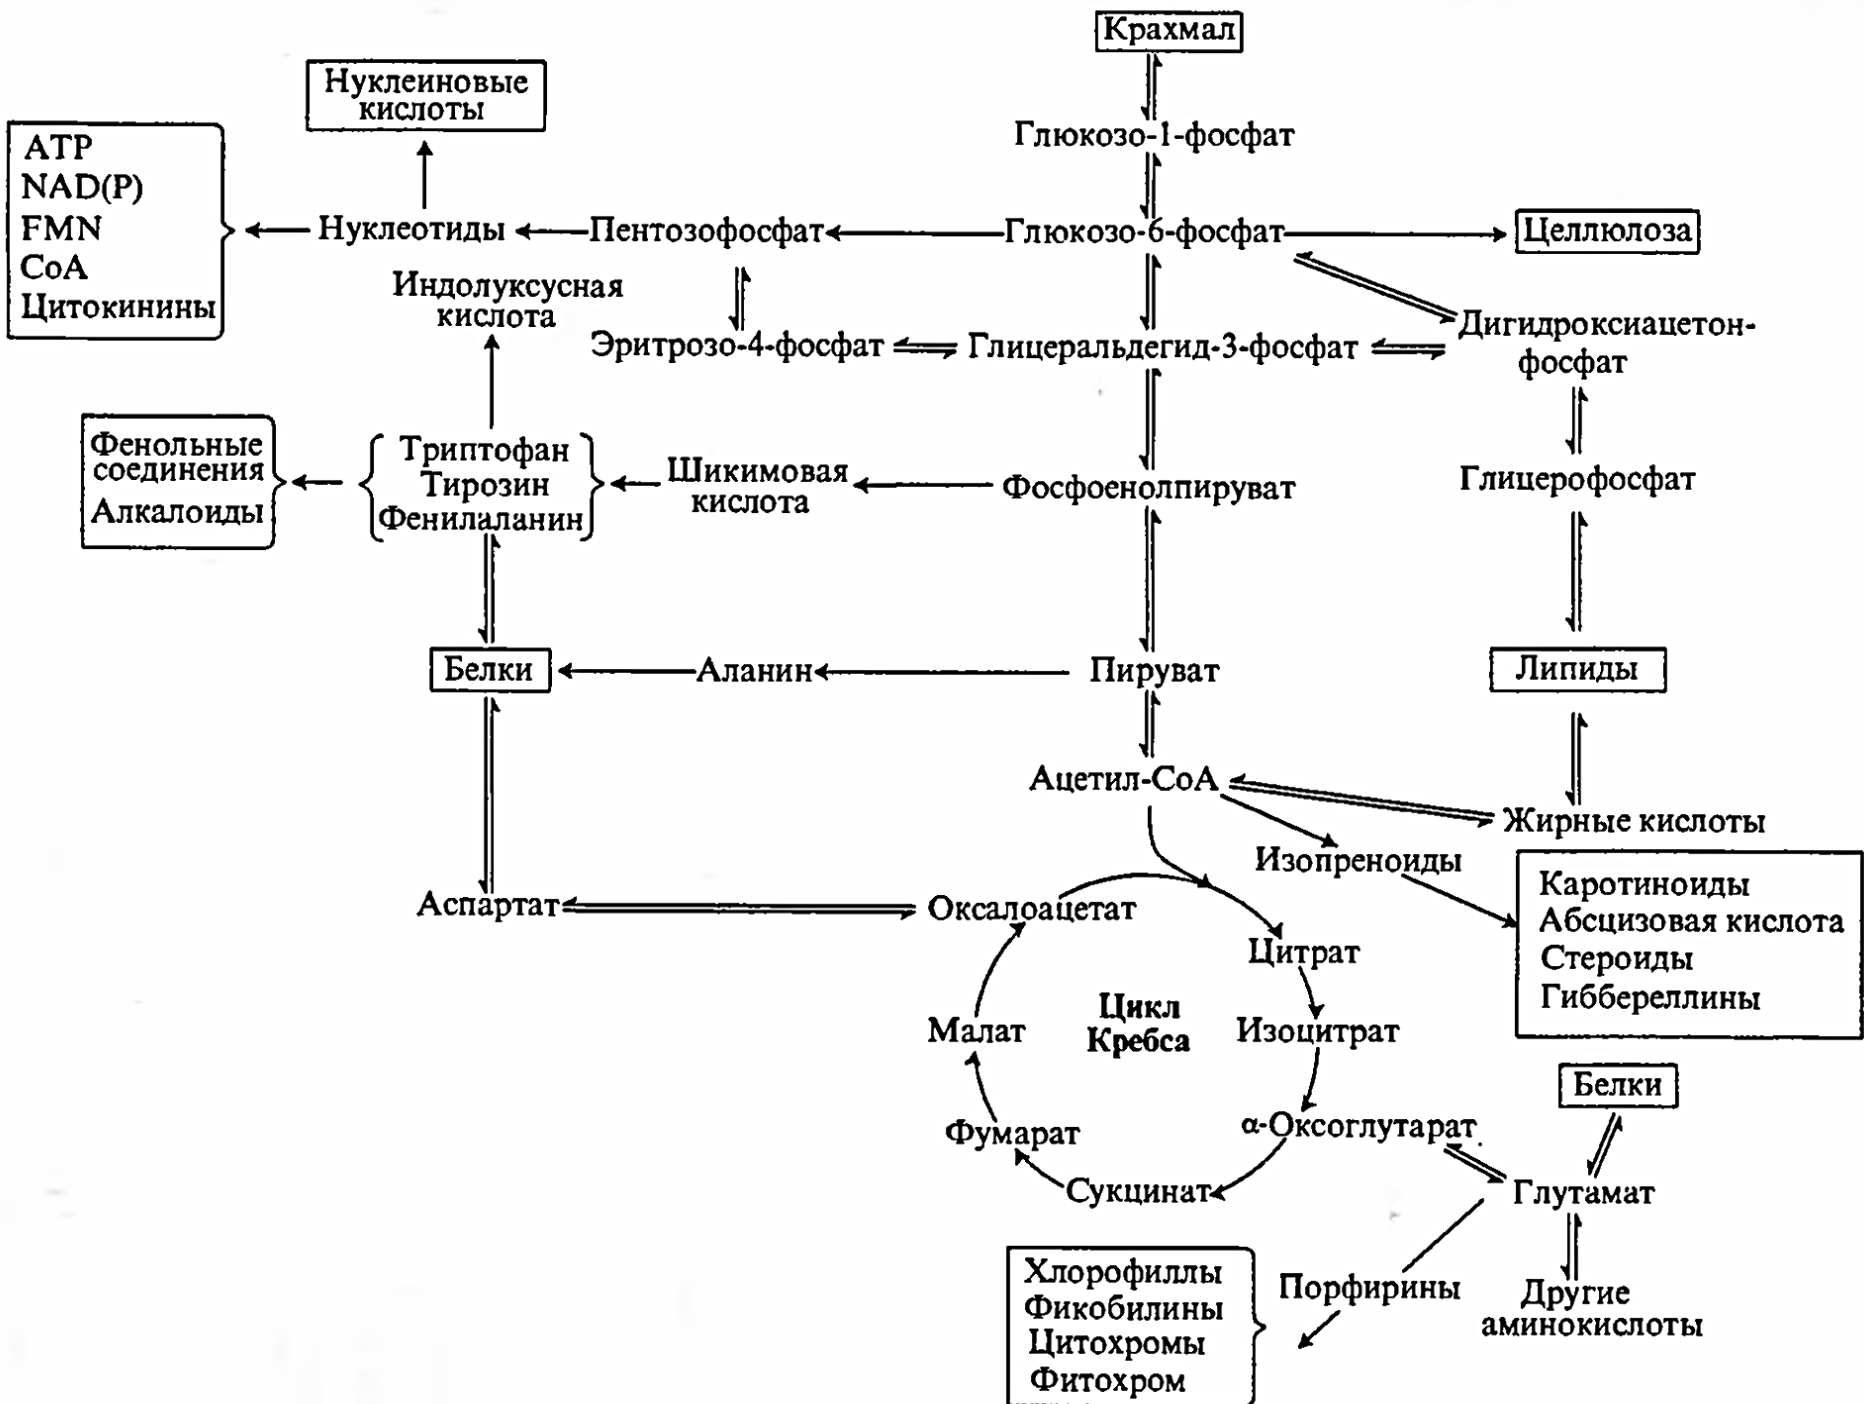 Крахмал
Нуклеиновые
кислоты
Глюкозо-1-фосфат
ATP
NAD(P)
FMN
CoA
Цитокинины
Нуклеотиды
Пентозофосфат
Глюкозо-6-фосфат
Целлюлоза
Индолуксусная
кислота
Эритрозо-4-фосфат
Глицеральдегид-3-фосфат
Дигидроксиацетон-
фосфат
Фенольные
соединения
Алкалоиды
Триптофан
Тирозин
Фенилаланин
Шикимовая
кислота
Фосфоенолпируват
Глицерофосфат
Белки
Аланин
Пируват
Липиды
Ацетил-СоА
Жирные кислоты
Изопреноиды
Каротиноиды
Абсцизовая кислота
Стероиды
Гиббереллины
Аспартат
Оксалоацетат
Цитрат
Цикл
Кребса
Малат
Изоцитрат
Белки
Фумарат
α-Оксоглутарат
Сукцинат
Глутамат
Хлорофиллы
Фикобилины
Цитохромы
Фитохром
Порфирины
Другие
аминокислоты